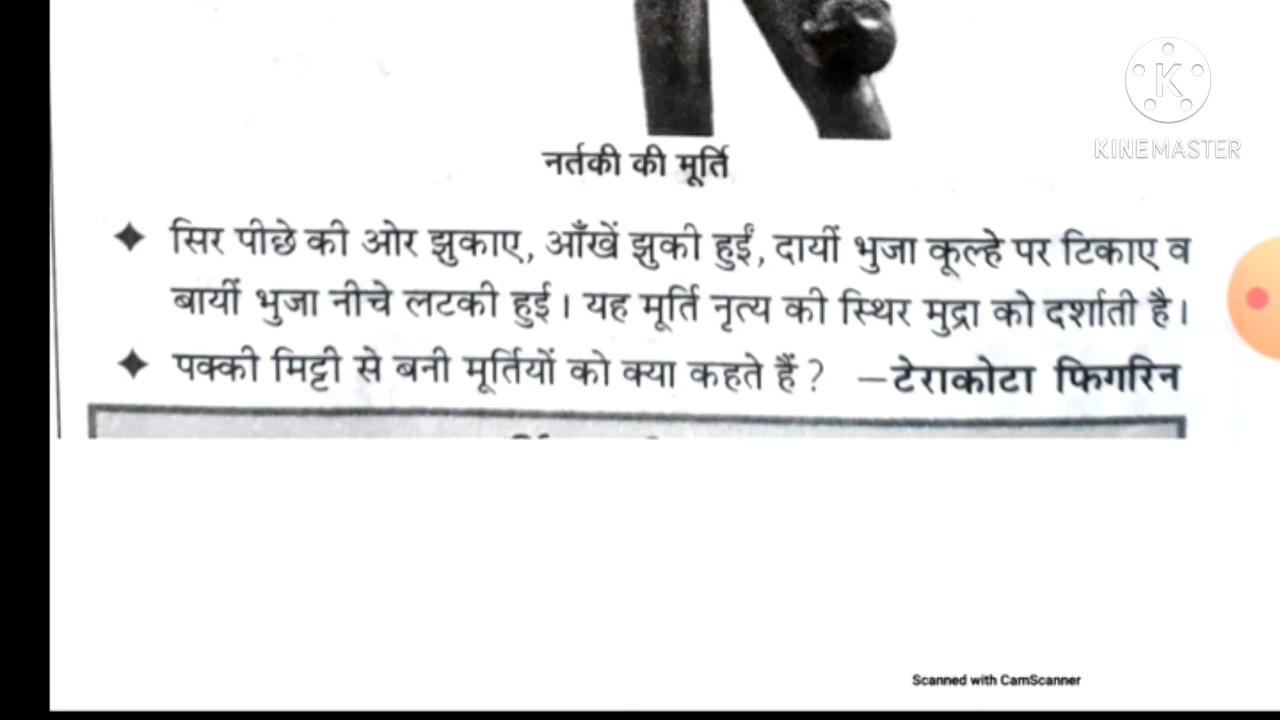 KINEMASTER
नर्तकी की मूर्ति
सिर पीछे की ओर झुकाए, आँखें झुकी हुईं, दायीं भुजा कूल्हे पर टिकाए व
बायीं भुजा नीचे लटकी हुई। यह मूर्ति नृत्य की स्थिर मुद्रा को दर्शाती है।
पक्की मिट्टी से बनी मूर्तियों को क्या कहते हैं? –टेराकोटा फिगरिन
Scanned with CamScanner